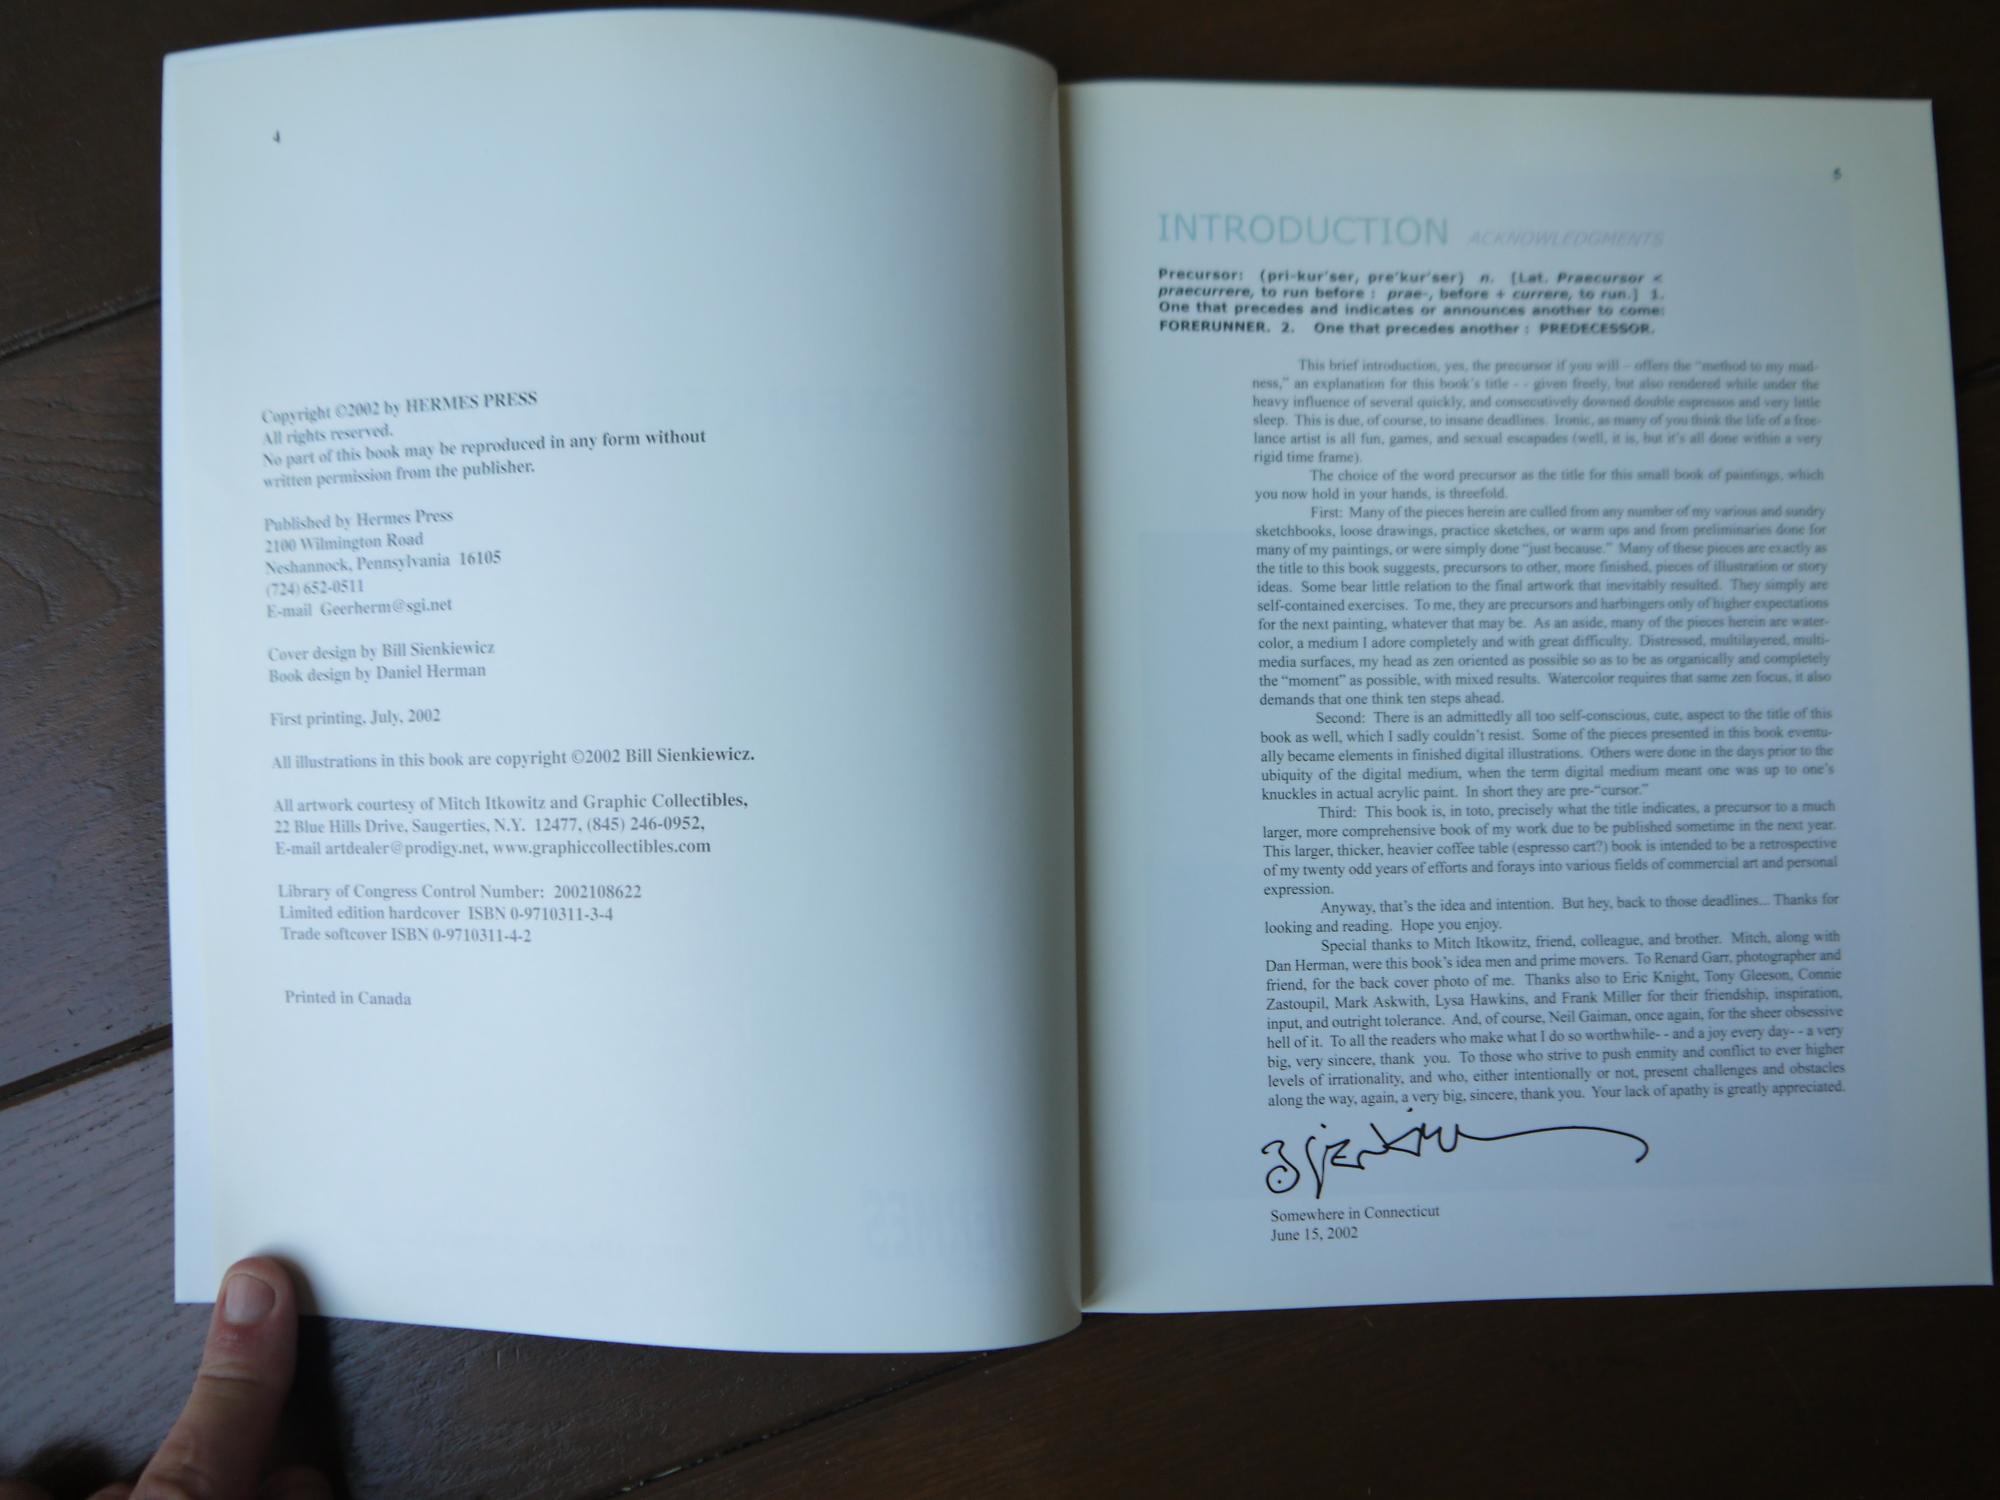 4
Copyright ©2002 by HERMES PRESS
All rights reserved.
No part of this book may be reproduced in any form without
written permission from the publisher.
Published by Hermes Press
2100 Wilmington Road
Neshannock, Pennsylvania 16105
(724) 652-0511
E-mail Geerherm@sgi.net
Cover design by Bill Sienkiewicz
Book design by Daniel Herman
First printing, July, 2002
All illustrations in this book are copyright ©2002 Bill Sienkiewicz.
All artwork courtesy of Mitch Itkowitz and Graphic Collectibles,
22 Blue Hills Drive, Saugerties, N.Y. 12477, (845) 246-0952,
E-mail artdealer@prodigy.net, www.graphiccollectibles.com
Library of Congress Control Number: 2002108622
Limited edition hardcover ISBN 0-9710311-3-4
Trade softcover ISBN 0-9710311-4-2
Printed in Canada
5
INTRODUCTION ACKNOWLEDGMENTS
Precursor: (pri-kur'ser, pre'kur'ser) n. [Lat. Praecursor <
praecurrere, to run before : prae-, before + currere, to run.] 1.
One that precedes and indicates or announces another to come:
FORERUNNER. 2. One that precedes another : PREDECESSOR.
This brief introduction, yes, the precursor if you will – offers the "method to my mad-
ness," an explanation for this book's title - - given freely, but also rendered while under the
heavy influence of several quickly, and consecutively downed double espressos and very little
sleep. This is due, of course, to insane deadlines. Ironic, as many of you think the life of a free-
lance artist is all fun, games, and sexual escapades (well, it is, but it's all done within a very
rigid time frame).
The choice of the word precursor as the title for this small book of paintings, which
you now hold in your hands, is threefold.
First: Many of the pieces herein are culled from any number of my various and sundry
sketchbooks, loose drawings, practice sketches, or warm ups and from preliminaries done for
many of my paintings, or were simply done "just because." Many of these pieces are exactly as
the title to this book suggests, precursors to other, more finished, pieces of illustration or story
ideas. Some bear little relation to the final artwork that inevitably resulted. They simply are
self-contained exercises. To me, they are precursors and harbingers only of higher expectations
for the next painting, whatever that may be. As an aside, many of the pieces herein are water-
color, a medium I adore completely and with great difficulty. Distressed, multilayered, multi-
media surfaces, my head as zen oriented as possible so as to be as organically and completely
the "moment" as possible, with mixed results. Watercolor requires that same zen focus, it also
demands that one think ten steps ahead.
Second: There is an admittedly all too self-conscious, cute, aspect to the title of this
book as well, which I sadly couldn't resist. Some of the pieces presented in this book eventu-
ally became elements in finished digital illustrations. Others were done in the days prior to the
ubiquity of the digital medium, when the term digital medium meant one was up to one's
knuckles in actual acrylic paint. In short they are pre-"cursor."
Third: This book is, in toto, precisely what the title indicates, a precursor to a much
larger, more comprehensive book of my work due to be published sometime in the next year.
This larger, thicker, heavier coffee table (espresso cart?) book is intended to be a retrospective
of my twenty odd years of efforts and forays into various fields of commercial art and personal
expression.
Anyway, that's the idea and intention. But hey, back to those deadlines... Thanks for
looking and reading. Hope you enjoy.
Special thanks to Mitch Itkowitz, friend, colleague, and brother. Mitch, along with
Dan Herman, were this book's idea men and prime movers. To Renard Garr, photographer and
friend, for the back cover photo of me. Thanks also to Eric Knight, Tony Gleeson, Connie
Zastoupil, Mark Askwith, Lysa Hawkins, and Frank Miller for their friendship, inspiration,
input, and outright tolerance. And, of course, Neil Gaiman, once again, for the sheer obsessive
hell of it. To all the readers who make what I do so worthwhile- - and a joy every day- - a very
big, very sincere, thank you. To those who strive to push enmity and conflict to ever higher
levels of irrationality, and who, either intentionally or not, present challenges and obstacles
along the way, again, a very big, sincere, thank you. Your lack of apathy is greatly appreciated.
Somewhere in Connecticut
June 15, 2002